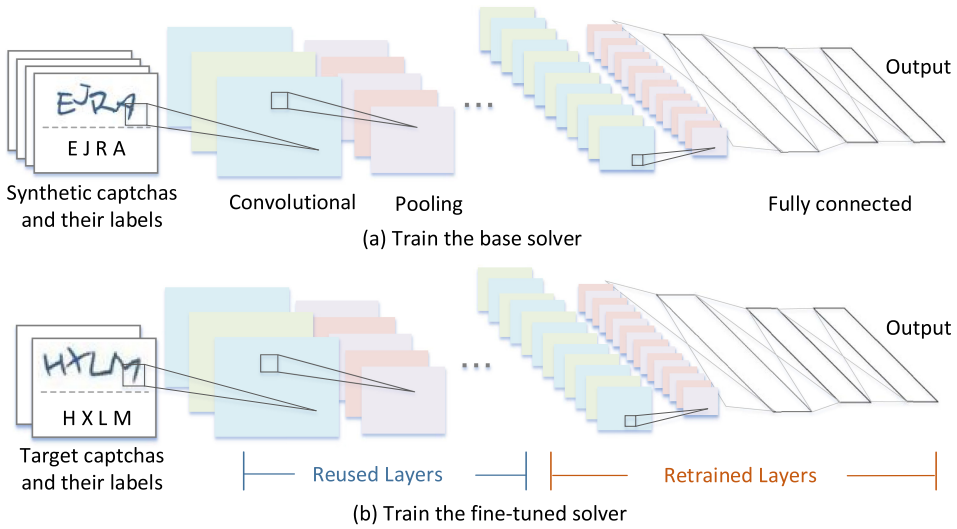 EJRA
E J R A
Synthetic captchas
and their labels
Convolutional
Pooling
...
Fully connected
Output
(a) Train the base solver
HXLM
H X L M
Target captchas
and their labels
...
Output
Reused Layers
Retrained Layers
(b) Train the fine-tuned solver